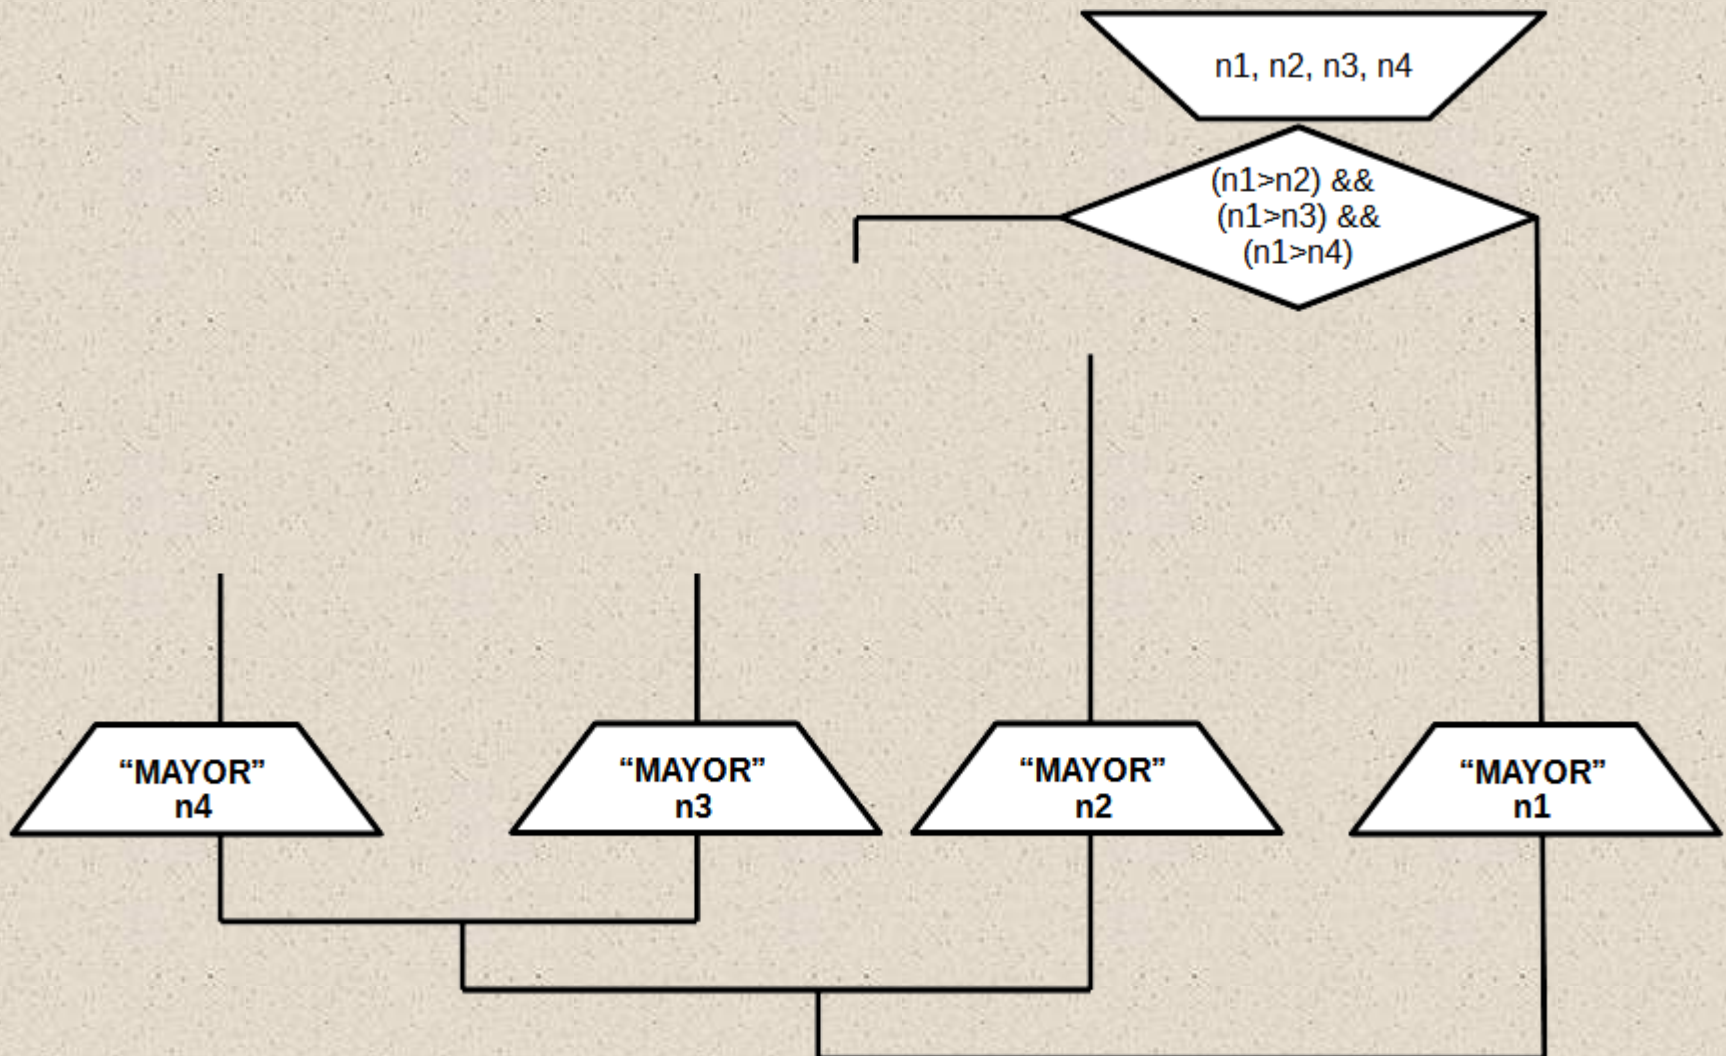 n1, n2, n3, n4
(n1>n2) &&
(n1>n3) &&
(n1>n4)
“MAYOR”
n4
“MAYOR”
n3
“MAYOR”
n2
“MAYOR”
n1